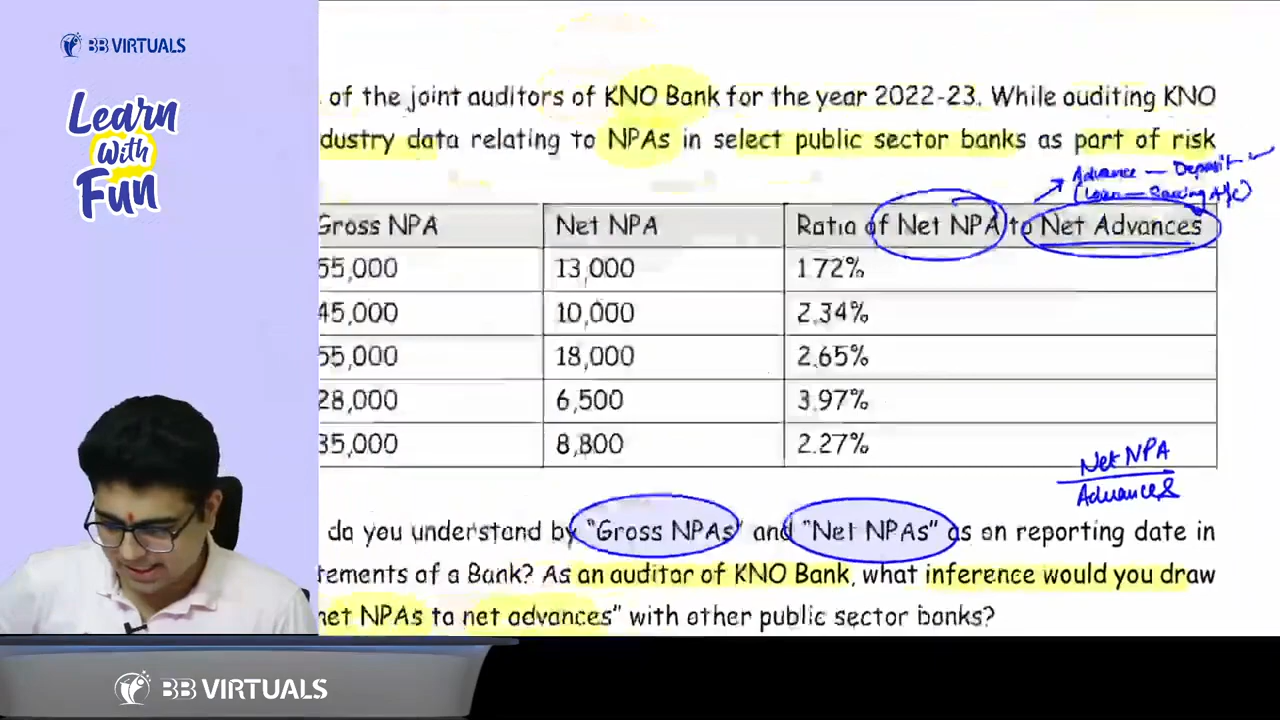 BB VIRTUALS
Learn
With
Fun
. of the joint auditors of KNO Bank for the year 2022-23. While auditing KNO
dustry data relating to NPAs in select public sector banks as part of risk
Advance — Deposit
(Loan — Saving A/c)
Gross NPA Net NPA Ratio of Net NPA to Net Advances
55,000 13,000 1.72%
45,000 10,000 2.34%
55,000 18,000 2.65%
28,000 6,500 3.97%
35,000 8,800 2.27%
Net NPA
Advances
do you understand by "Gross NPAs" and "Net NPAs" as on reporting date in
tements of a Bank? As an auditor of KNO Bank, what inference would you draw
net NPAs to net advances" with other public sector banks?
BB VIRTUALS